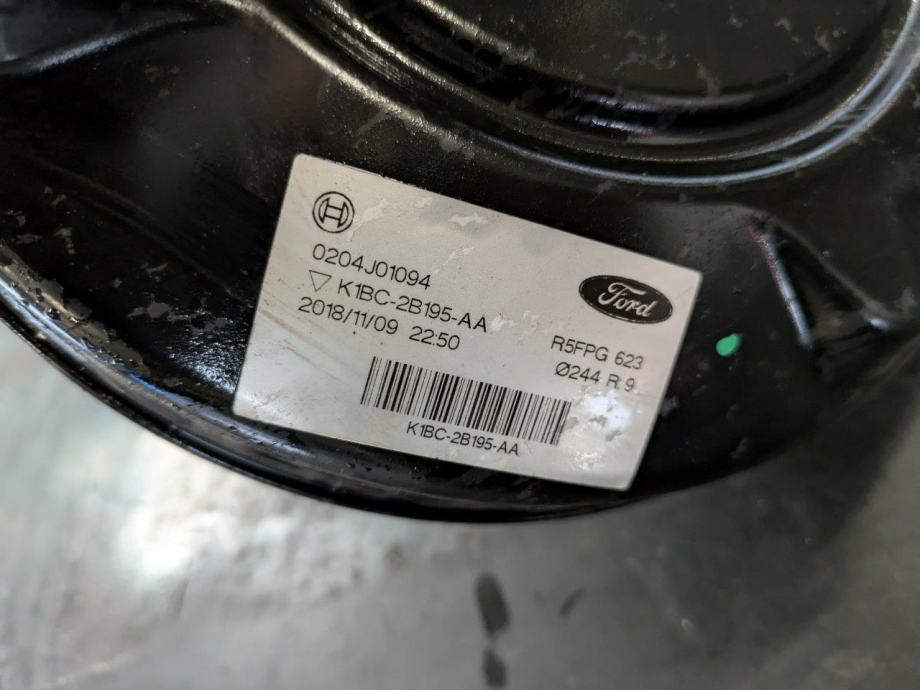 0204J01094
▽ K1BC-2B195-AA
2018/11/09 22:50
Ford
R5FPG 623
Ø244 R 9
K1BC-2B195-AA